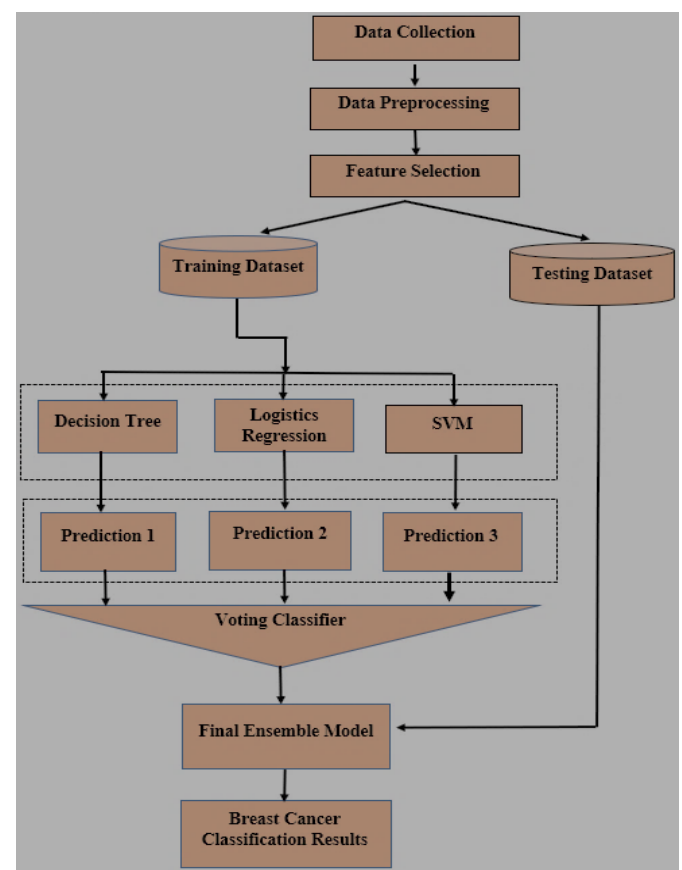 Data Collection
Data Preprocessing
Feature Selection
Training Dataset
Testing Dataset
Decision Tree
Logistics
Regression
SVM
Prediction 1
Prediction 2
Prediction 3
Voting Classifier
Final Ensemble Model
Breast Cancer
Classification Results